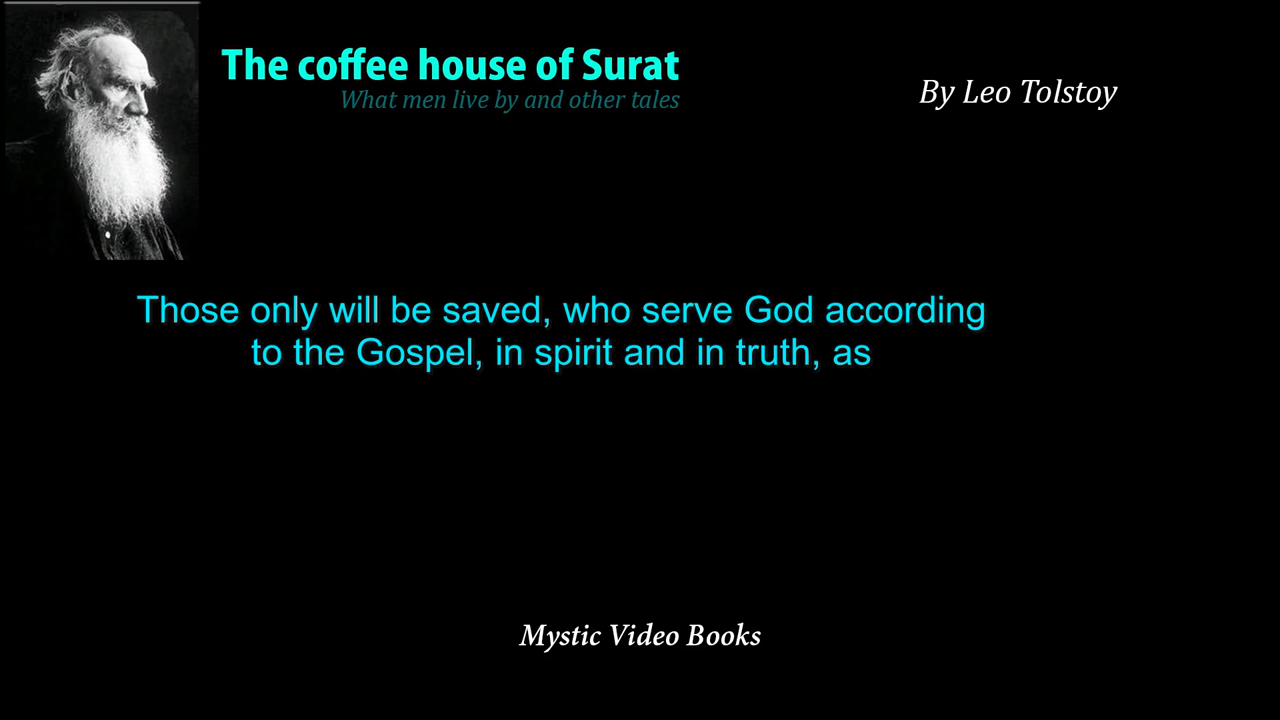 The coffee house of Surat
What men live by and other tales
By Leo Tolstoy
Those only will be saved, who serve God according
to the Gospel, in spirit and in truth, as
Mystic Video Books